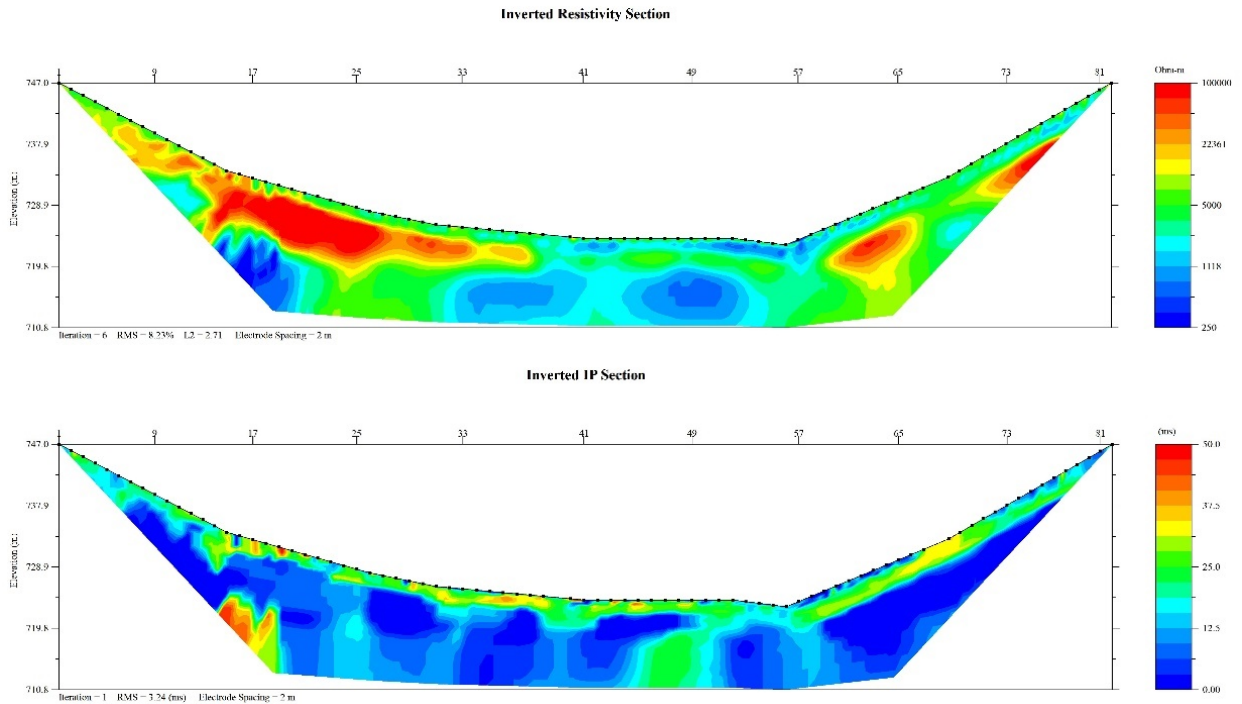 Inverted Resistivity Section
1 9 17 25 33 41 49 57 65 73 81
Ohm-m
747.0
737.9
728.9
719.8
710.8
Elevation (m)
100000
22361
5000
1118
250
Iteration = 6 RMS = 8.23% L2 = 2.71 Electrode Spacing = 2 m
Inverted IP Section
1 9 17 25 33 41 49 57 65 73 81
(ms)
747.0
737.9
728.9
719.8
710.8
Elevation (m)
50.0
37.5
25.0
12.5
0.00
Iteration = 1 RMS = 3.24 (ms) Electrode Spacing = 2 m